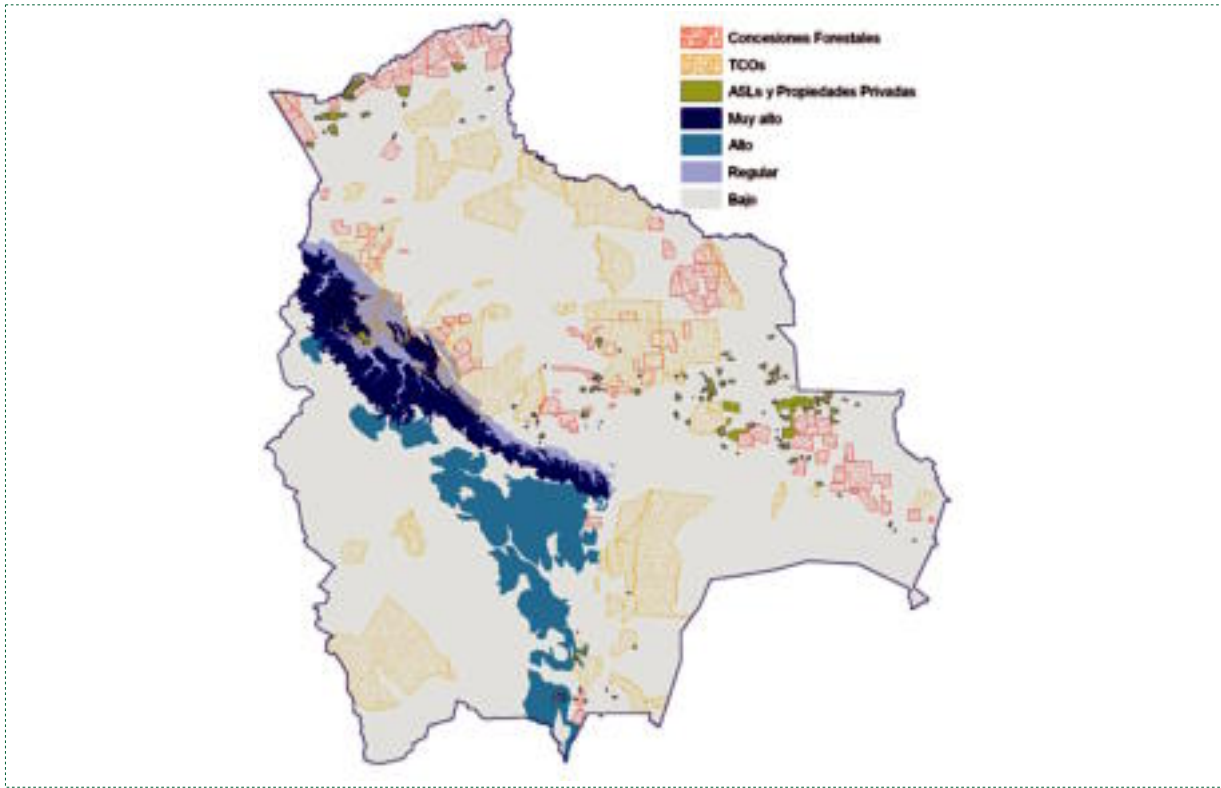 Concesiones Forestales
TCOs
ASLs y Propiedades Privadas
Muy alto
Alto
Regular
Bajo